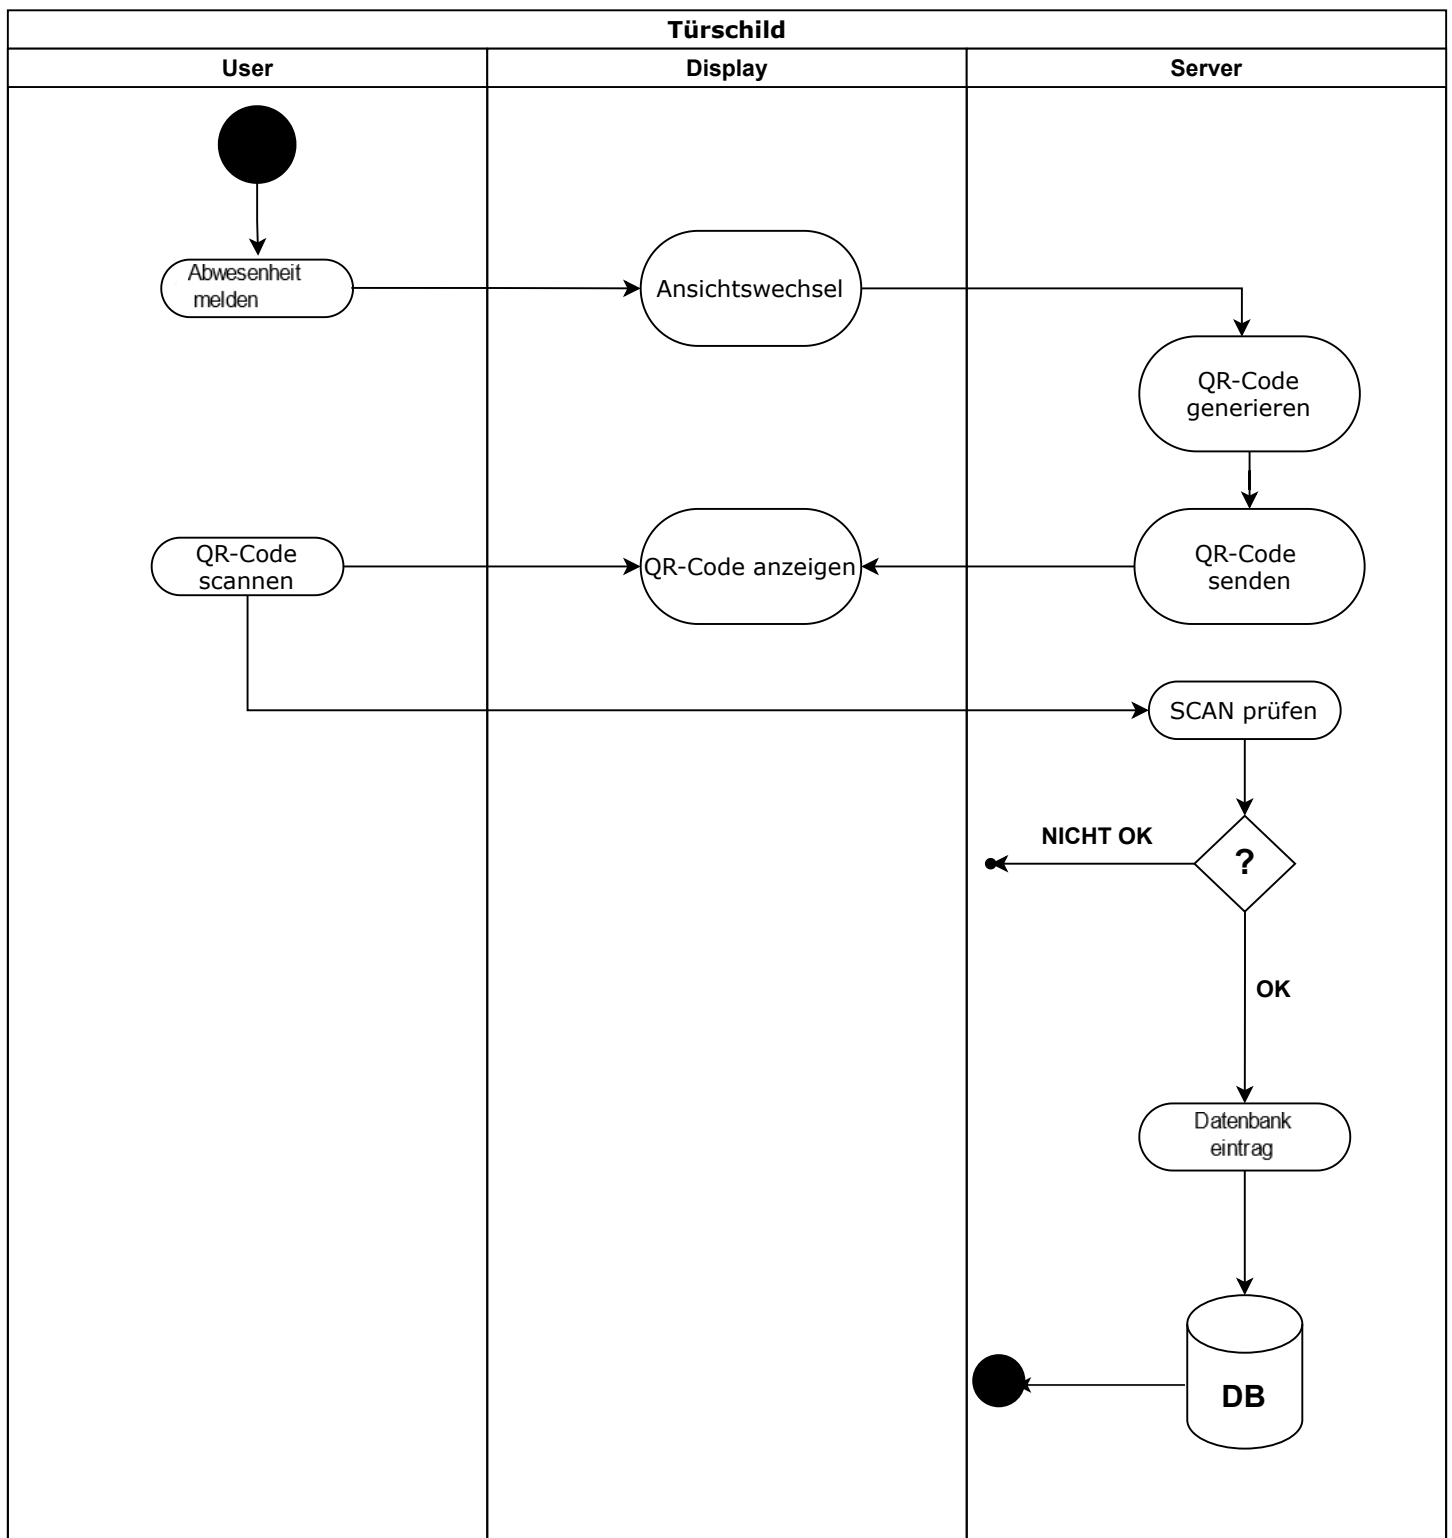 Türschild
User
Display
Server
Abwesenheit
melden
Ansichtswechsel
QR-Code
generieren
QR-Code
scannen
QR-Code anzeigen
QR-Code
senden
SCAN prüfen
NICHT OK
?
OK
Datenbank
eintrag
DB